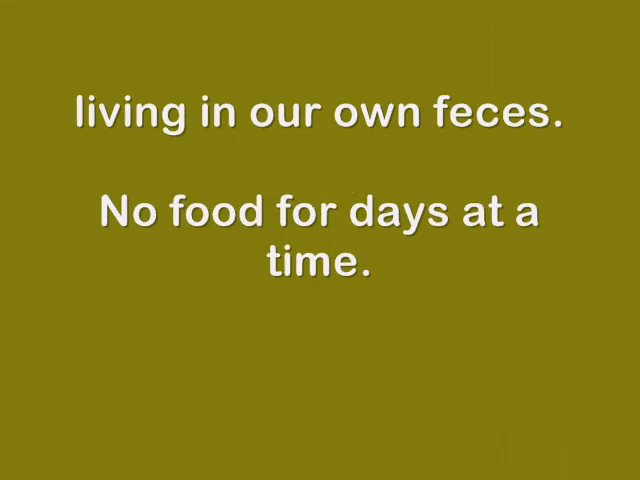 living in our own feces.
No food for days at a
time.